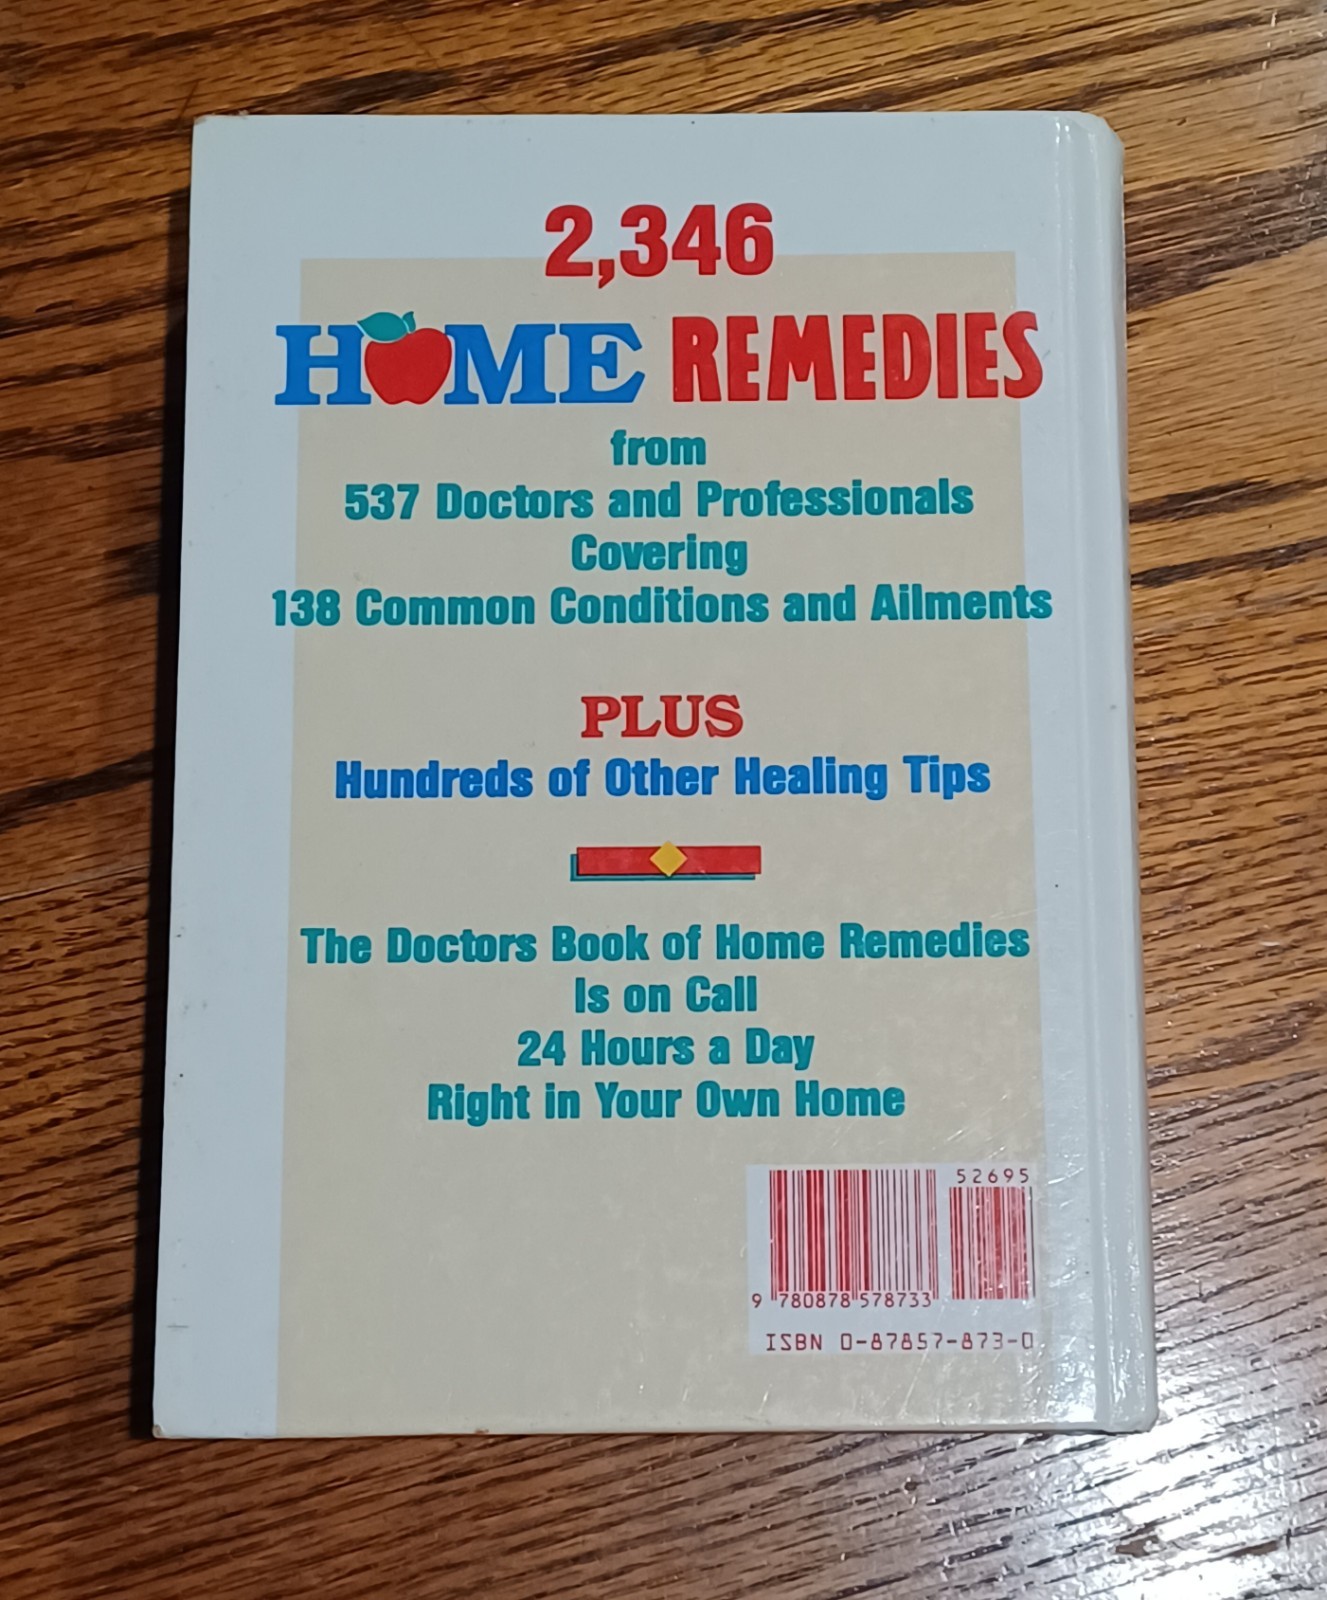 2,346
HOME REMEDIES
from
537 Doctors and Professionals
Covering
138 Common Conditions and Ailments
PLUS
Hundreds of Other Healing Tips
The Doctors Book of Home Remedies
Is on Call
24 Hours a Day
Right in Your Own Home
52695
9 780878 578733
ISBN 0-87857-873-0